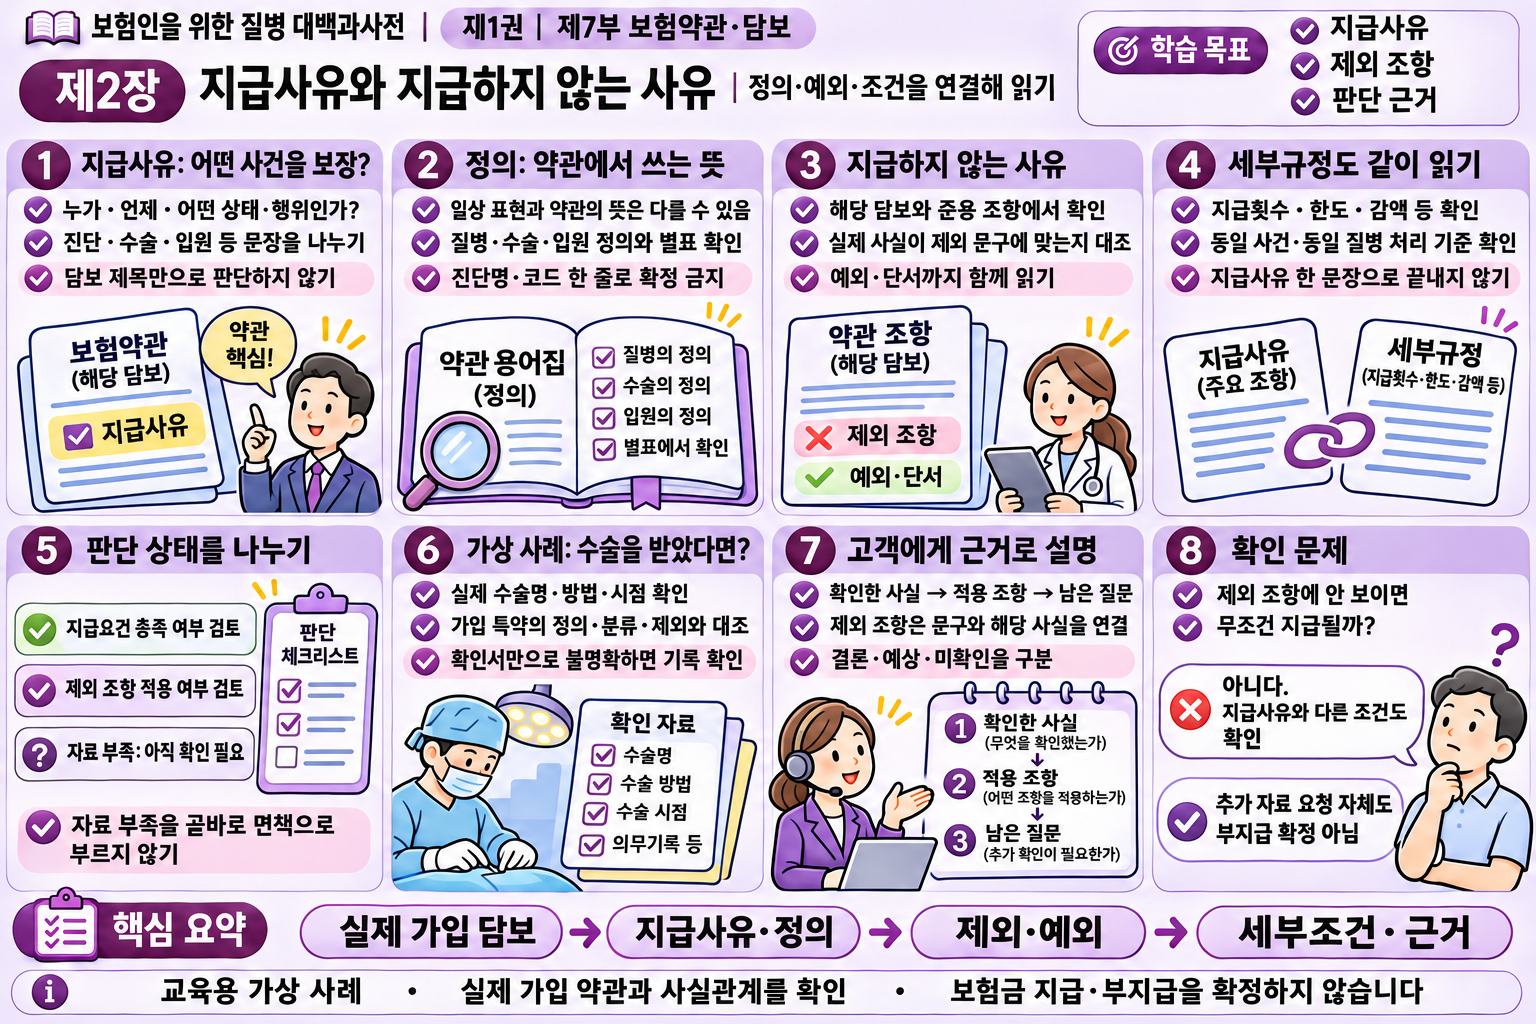 보험인을 위한 질병 대백과사전 | 제1권 | 제7부 보험약관·담보
제2장 지급사유와 지급하지 않는 사유 | 정의·예외·조건을 연결해 읽기
학습 목표
지급사유
제외 조항
판단 근거
1 지급사유: 어떤 사건을 보장?
누가·언제·어떤 상태·행위인가?
진단·수술·입원 등 문장을 나누기
담보 제목만으로 판단하지 않기
보험약관
(해당 담보)
지급사유
약관
핵심!
2 정의: 약관에서 쓰는 뜻
일상 표현과 약관의 뜻은 다를 수 있음
질병·수술·입원 정의와 별표 확인
진단명·코드 한 줄로 확정 금지
약관 용어집
(정의)
질병의 정의
수술의 정의
입원의 정의
별표에서 확인
3 지급하지 않는 사유
해당 담보와 준용 조항에서 확인
실제 사실이 제외 문구에 맞는지 대조
예외·단서까지 함께 읽기
약관 조항
(해당 담보)
제외 조항
예외·단서
4 세부규정도 같이 읽기
지급횟수·한도·감액 등 확인
동일 사건·동일 질병 처리 기준 확인
지급사유 한 문장으로 끝내지 않기
지급사유
(주요 조항)
세부규정
(지급횟수·한도·감액 등)
5 판단 상태를 나누기
지급요건 충족 여부 검토
제외 조항 적용 여부 검토
? 자료 부족: 아직 확인 필요
판단
체크리스트
자료 부족을 곧바로 면책으로
부르지 않기
6 가상 사례: 수술을 받았다면?
실제 수술명·방법·시점 확인
가입 특약의 정의·분류·제외와 대조
확인서만으로 불명확하면 기록 확인
확인 자료
수술명
수술 방법
수술 시점
의무기록 등
7 고객에게 근거로 설명
확인한 사실 → 적용 조항 → 남은 질문
제외 조항은 문구와 해당 사실을 연결
결론·예상·미확인을 구분
1 확인한 사실
(무엇을 확인했는가)
2 적용 조항
(어떤 조항을 적용하는가)
3 남은 질문
(추가 확인이 필요한가)
8 확인 문제
제외 조항에 안 보이면
무조건 지급될까?
?
아니다.
지급사유와 다른 조건도
확인
추가 자료 요청 자체도
부지급 확정 아님
핵심 요약
실제 가입 담보 → 지급사유·정의 → 제외·예외 → 세부조건·근거
i 교육용 가상 사례 • 실제 가입 약관과 사실관계를 확인 • 보험금 지급·부지급을 확정하지 않습니다